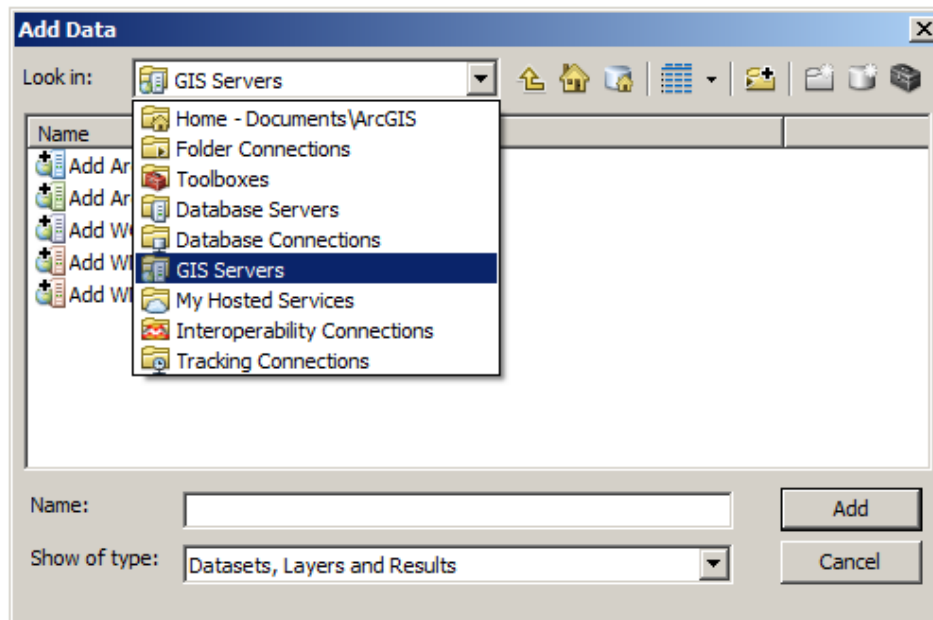 Add Data
Look in:
GIS Servers
Home - Documents\ArcGIS
Folder Connections
Toolboxes
Database Servers
Database Connections
GIS Servers
My Hosted Services
Interoperability Connections
Tracking Connections
Name
Add Ar
Add Ar
Add
Add
Add
Name:
Add
Show of type:
Datasets, Layers and Results
Cancel